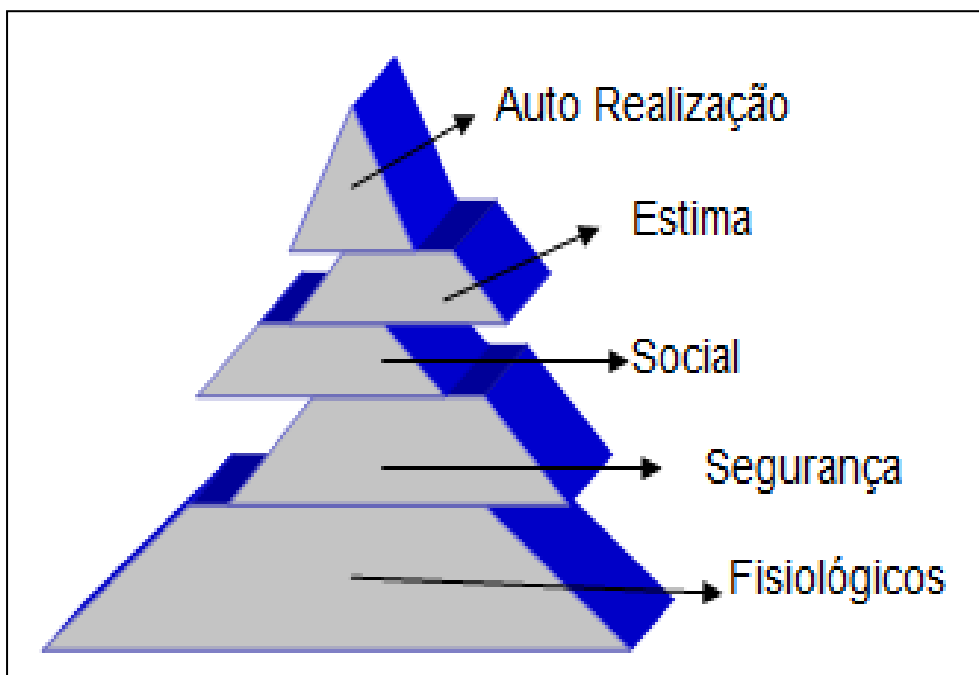 Auto Realização
Estima
Social
Segurança
Fisiológicos